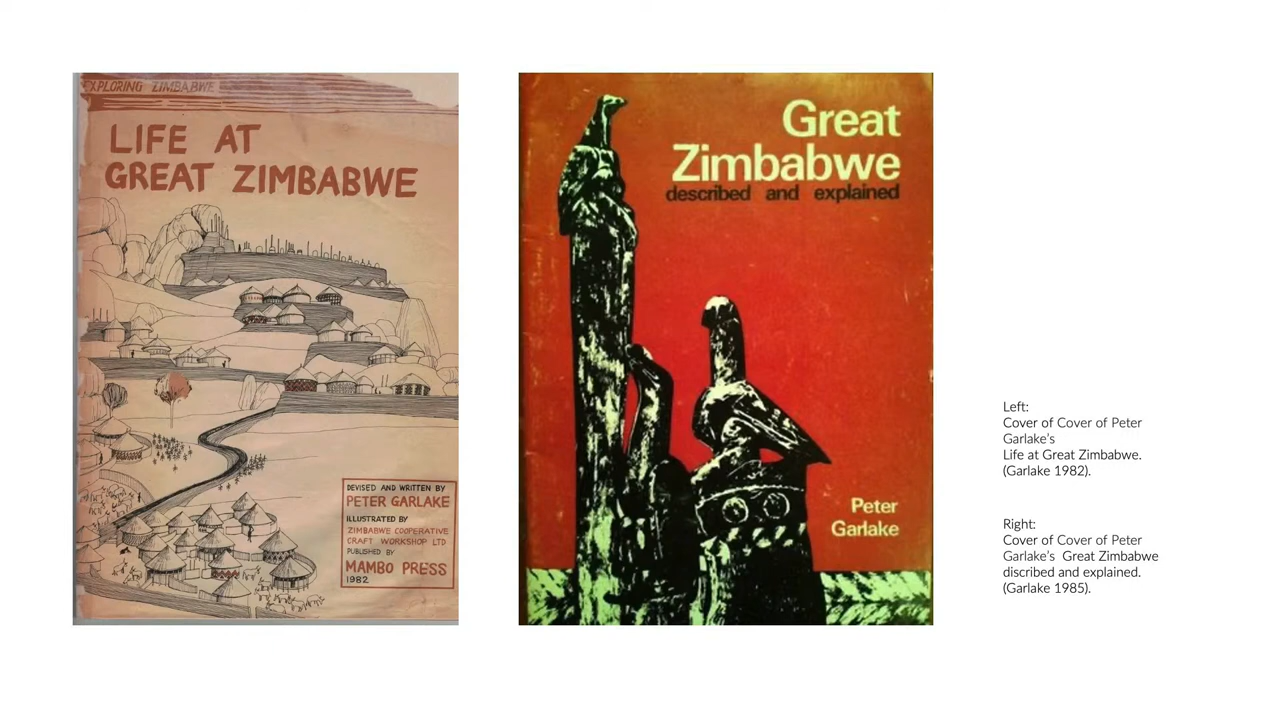 EXPLORING ZIMBABWE
LIFE AT
GREAT ZIMBABWE
DEVISED AND WRITTEN BY
PETER GARLAKE
ILLUSTRATED BY
ZIMBABWE COOPERATIVE
CRAFT WORKSHOP LTD
PUBLISHED BY
MAMBO PRESS
1982
Great
Zimbabwe
described and explained
Peter
Garlake
Left:
Cover of Cover of Peter
Garlake's
Life at Great Zimbabwe.
(Garlake 1982).
Right:
Cover of Cover of Peter
Garlake's Great Zimbabwe
discribed and explained.
(Garlake 1985).